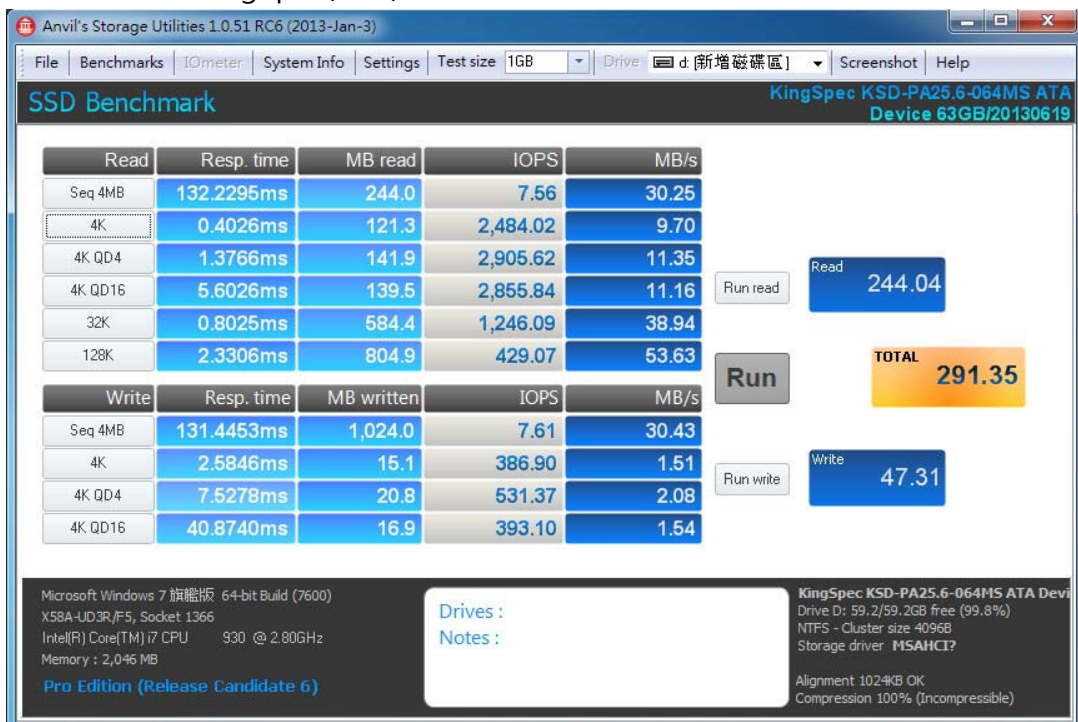 Anvil's Storage Utilities 1.0.51 RC6 (2013-Jan-3)
File Benchmarks IOmeter System Info Settings Test size 1GB Drive d: [新增磁碟區] Screenshot Help
SSD Benchmark
KingSpec KSD-PA25.6-064MS ATA
Device 63GB/20130619
Read Resp. time MB read IOPS MB/s
Seq 4MB 132.2295ms 244.0 7.56 30.25
4K 0.4026ms 121.3 2,484.02 9.70
4K QD4 1.3766ms 141.9 2,905.62 11.35
4K QD16 5.6026ms 139.5 2,855.84 11.16
32K 0.8025ms 584.4 1,246.09 38.94
128K 2.3306ms 804.9 429.07 53.63
Run read
Read 244.04
Run
TOTAL 291.35
Write Resp. time MB written IOPS MB/s
Seq 4MB 131.4453ms 1,024.0 7.61 30.43
4K 2.5846ms 15.1 386.90 1.51
4K QD4 7.5278ms 20.8 531.37 2.08
4K QD16 40.8740ms 16.9 393.10 1.54
Run write
Write 47.31
Microsoft Windows 7 旗艦版 64-bit Build (7600)
X58A-UD3R/F5, Socket 1366
Intel(R) Core(TM) i7 CPU 930 @ 2.80GHz
Memory : 2,046 MB
Pro Edition (Release Candidate 6)
Drives :
Notes :
KingSpec KSD-PA25.6-064MS ATA Devi
Drive D: 59.2/59.2GB free (99.8%)
NTFS - Cluster size 4096B
Storage driver MSAHCI?
Alignment 1024KB OK
Compression 100% (Incompressible)